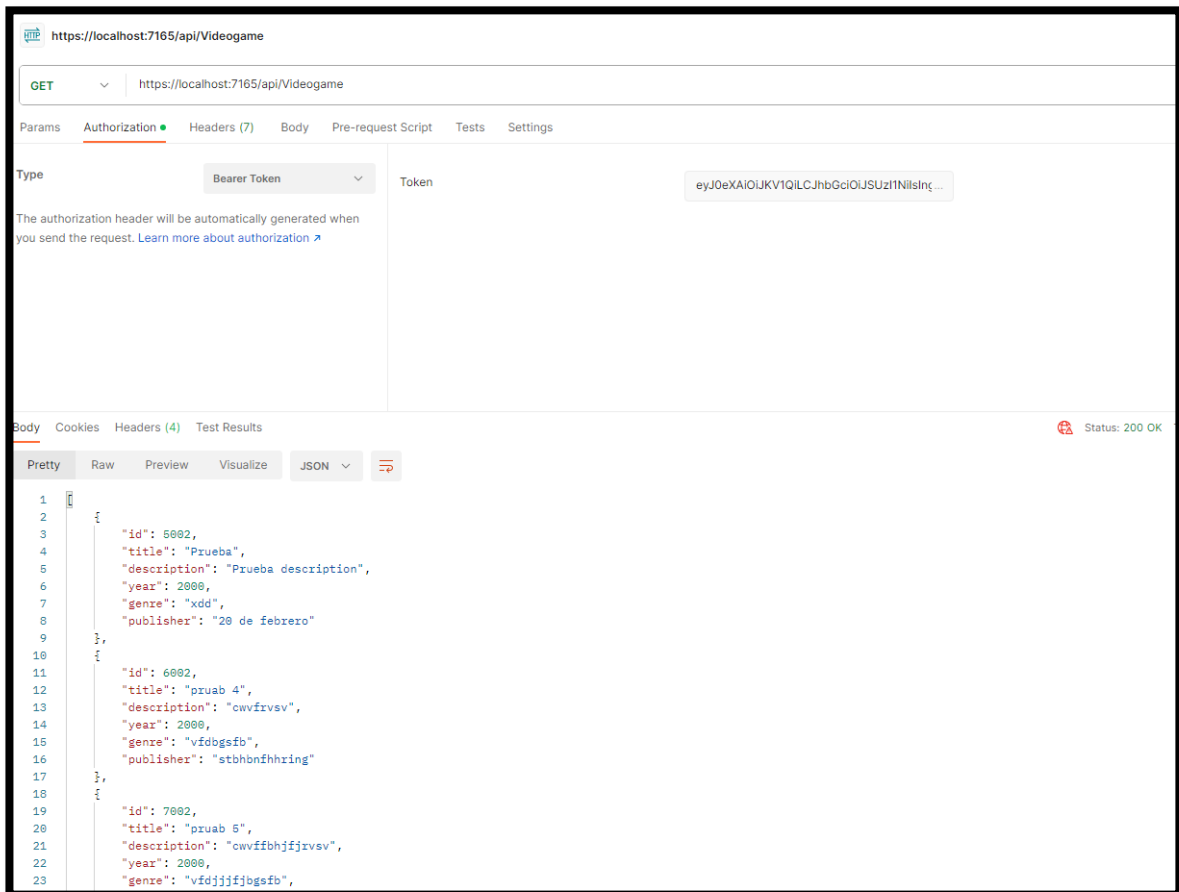 HTTP https://localhost:7165/api/Videogame
GET https://localhost:7165/api/Videogame
Params Authorization Headers (7) Body Pre-request Script Tests Settings
Type Bearer Token Token eyJ0eXAiOiJKV1QiLCJhbGciOiJSUzI1NiIsIng...
The authorization header will be automatically generated when
you send the request. Learn more about authorization ↗
Body Cookies Headers (4) Test Results Status: 200 OK
Pretty Raw Preview Visualize JSON
1 [
2 {
3 "id": 5002,
4 "title": "Prueba",
5 "description": "Prueba description",
6 "year": 2000,
7 "genre": "xdd",
8 "publisher": "20 de febrero"
9 },
10 {
11 "id": 6002,
12 "title": "pruab 4",
13 "description": "cwvfrvsv",
14 "year": 2000,
15 "genre": "vfdbgsfb",
16 "publisher": "stbhbnfhhring"
17 },
18 {
19 "id": 7002,
20 "title": "pruab 5",
21 "description": "cwvffbhjfjrvsv",
22 "year": 2000,
23 "genre": "vfdjjjfjbgsfb",